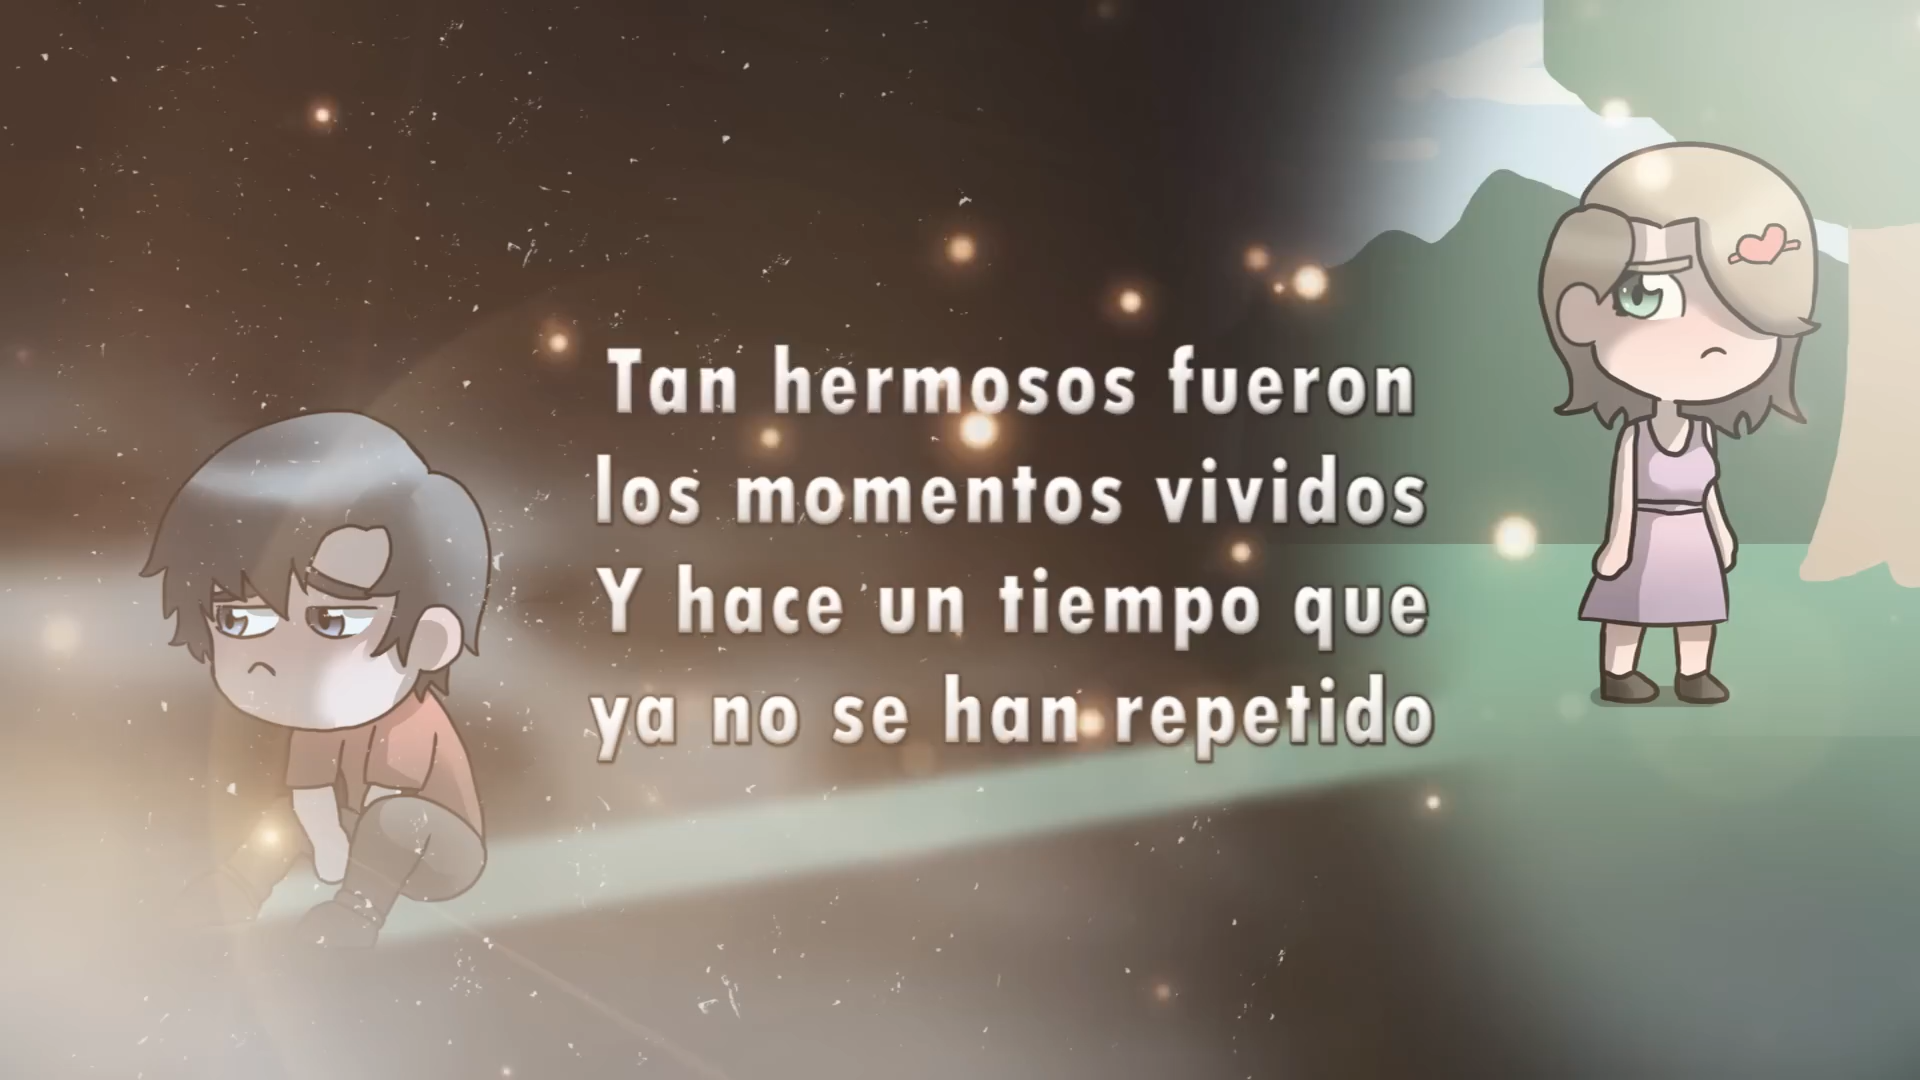 Tan hermosos fueron
los momentos vividos
Y hace un tiempo que
ya no se han repetido